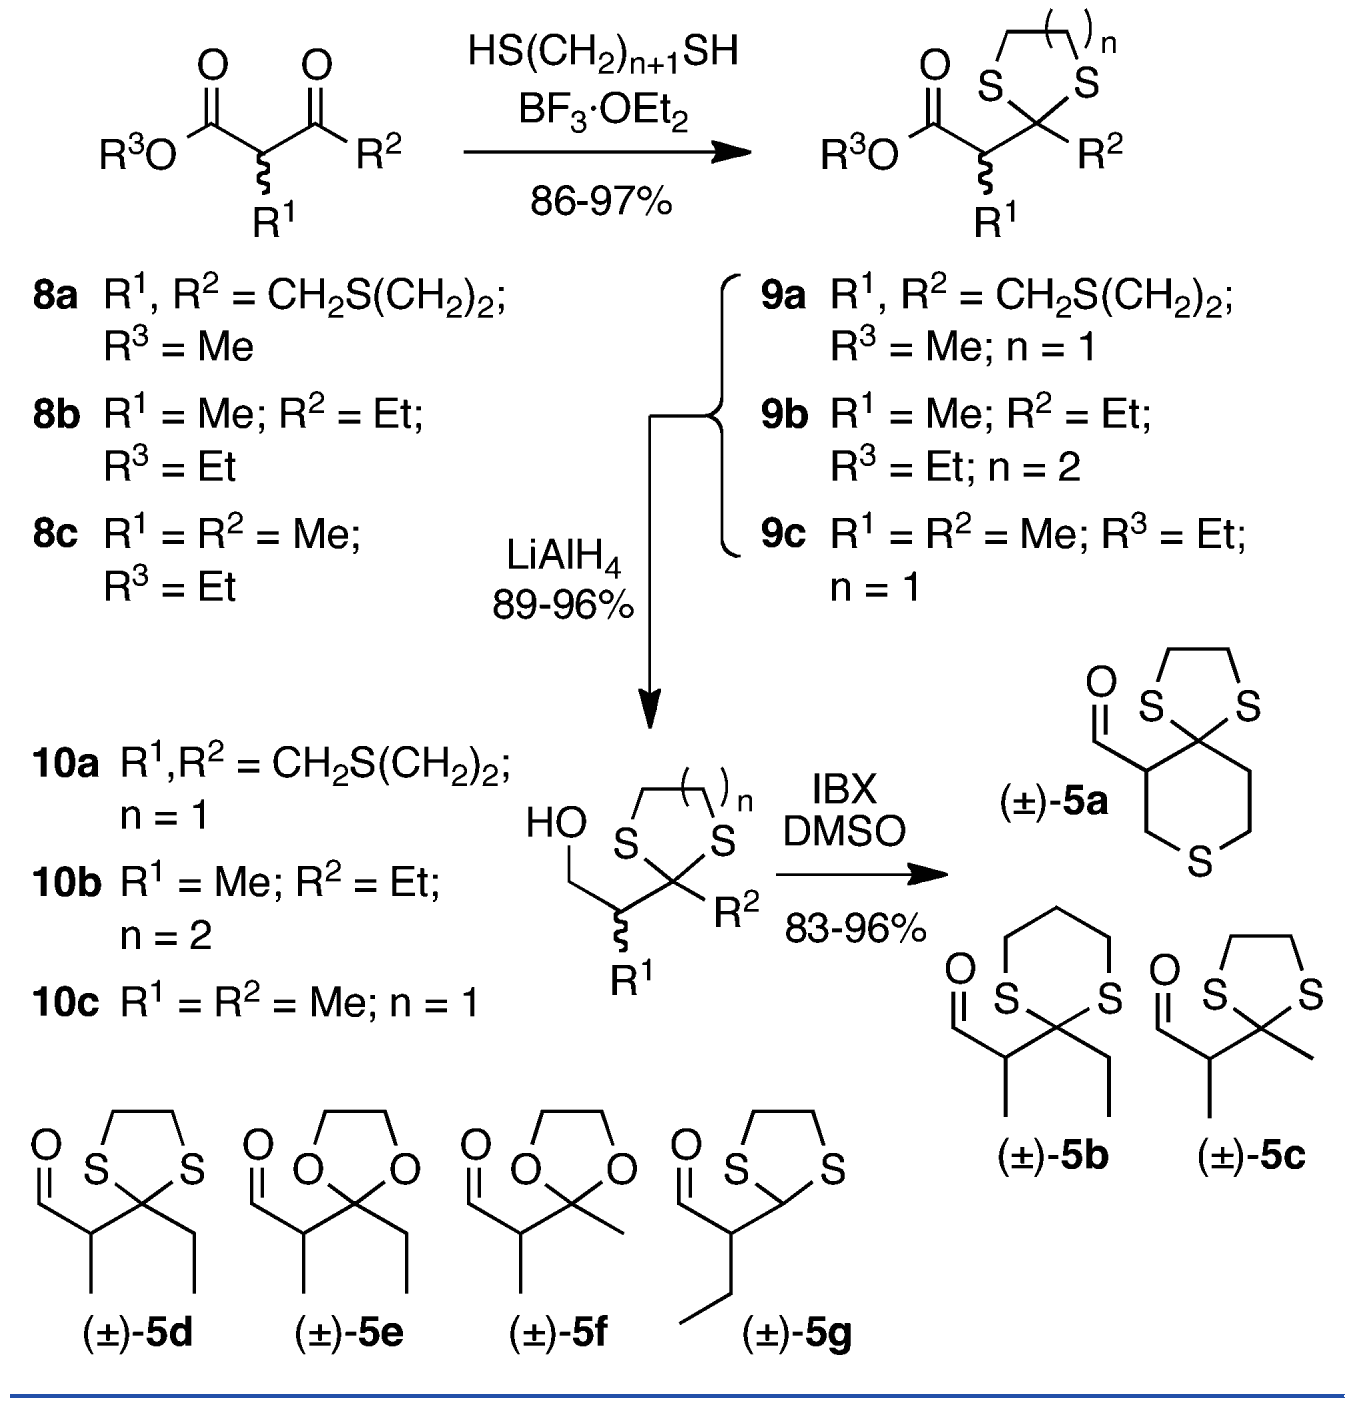 HS(CH2)n+1SH
BF3·OEt2
86-97%
O O
R3O R2
R1
O S S n
R3O R2
R1
8a R1, R2 = CH2S(CH2)2;
R3 = Me
8b R1 = Me; R2 = Et;
R3 = Et
8c R1 = R2 = Me;
R3 = Et
9a R1, R2 = CH2S(CH2)2;
R3 = Me; n = 1
9b R1 = Me; R2 = Et;
R3 = Et; n = 2
9c R1 = R2 = Me; R3 = Et;
n = 1
LiAlH4
89-96%
10a R1,R2 = CH2S(CH2)2;
n = 1
10b R1 = Me; R2 = Et;
n = 2
10c R1 = R2 = Me; n = 1
HO S S n
R2
R1
IBX
DMSO
83-96%
O S S
S
(±)-5a
O S S
(±)-5b
O S S
(±)-5c
O S S
(±)-5d
O O O
(±)-5e
O O O
(±)-5f
O S S
(±)-5g